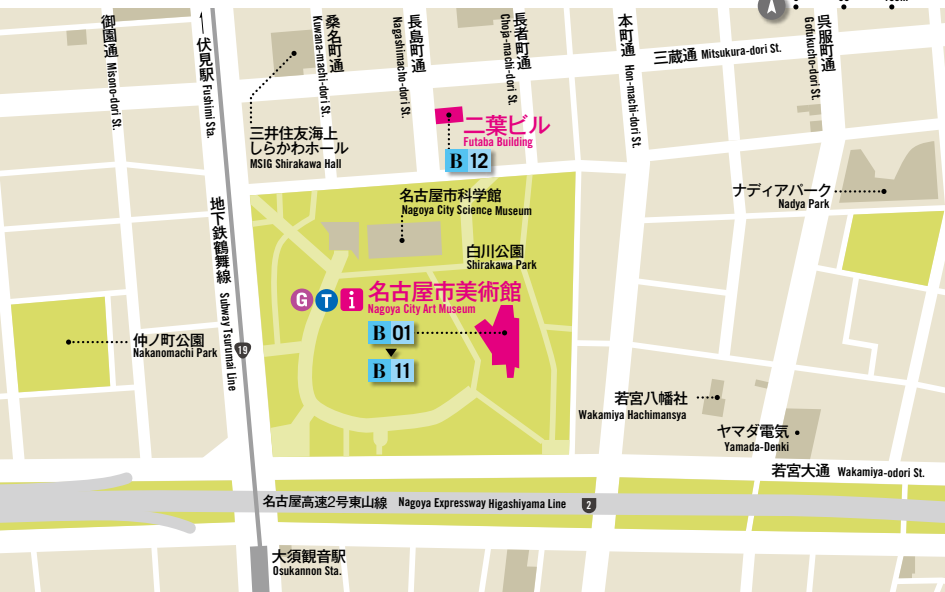 御園通 Misono-dori St.
伏見駅 Fushimi Sta.
桑名町通
Kuwana-machi-dori St.
長島町通
Nagashimacho-dori St.
長者町通
Choja-machi-dori St.
本町通 Hon-machi-dori St.
呉服町通
Gofukucho-dori St.
三蔵通 Mitsukura-dori St.
三井住友海上
しらかわホール
MSIG Shirakawa Hall
二葉ビル
Futaba Building
B 12
名古屋市科学館
Nagoya City Science Museum
ナディアパーク
Nadya Park
白川公園
Shirakawa Park
地下鉄鶴舞線 Subway Tsurumai Line
G T i 名古屋市美術館
Nagoya City Art Museum
B 01
▼
B 11
仲ノ町公園
Nakanomachi Park
19
若宮八幡社
Wakamiya Hachimansya
ヤマダ電気
Yamada-Denki
若宮大通 Wakamiya-odori St.
名古屋高速2号東山線 Nagoya Expressway Higashiyama Line 2
大須観音駅
Osukannon Sta.